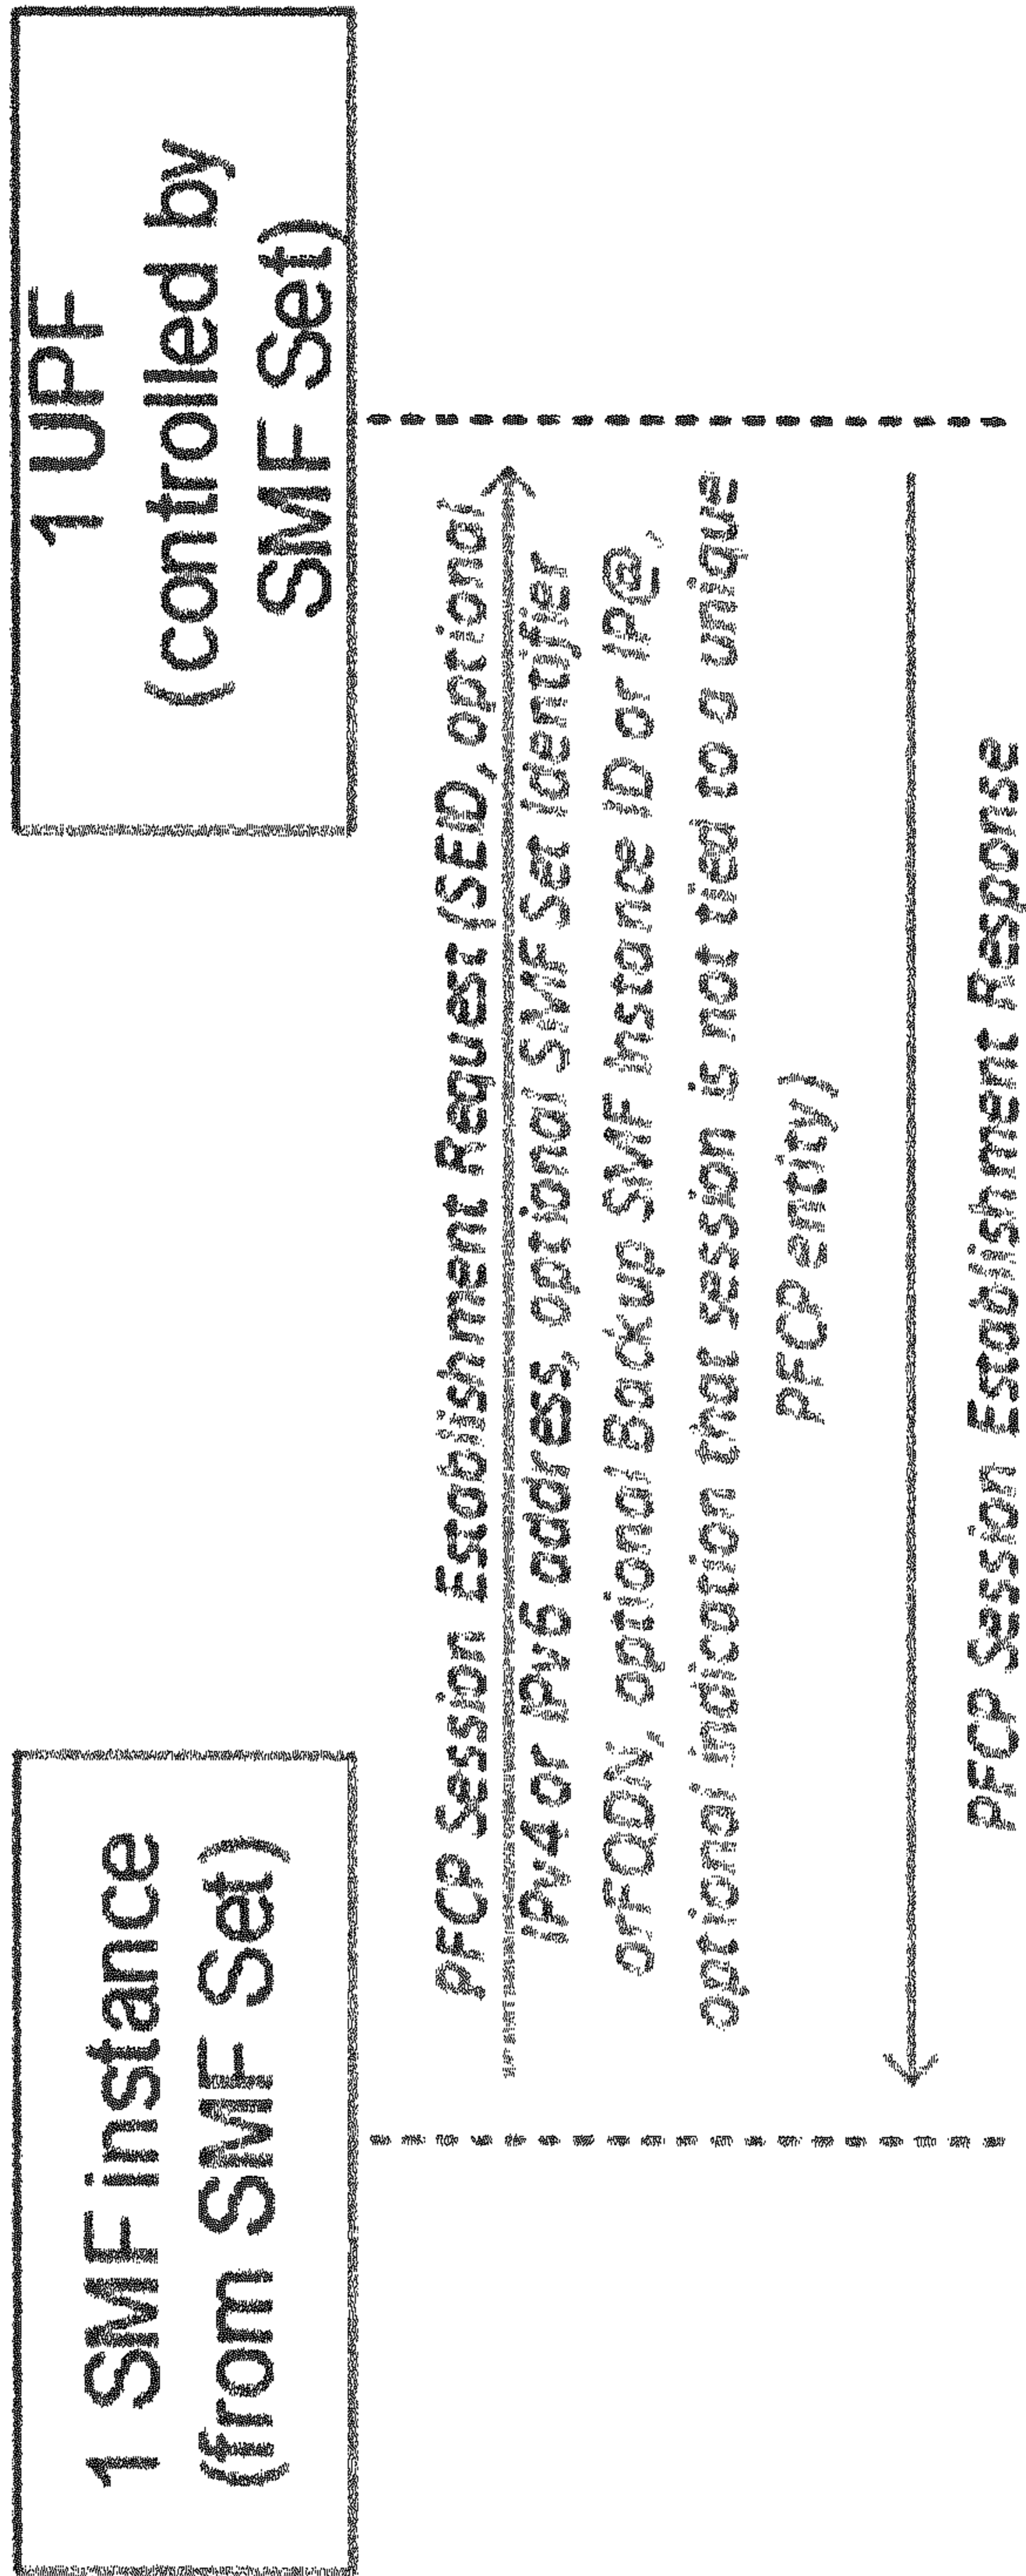 1 SMF instance
(from SMF Set)
1 UPF
(controlled by
SMF Set)
PFCP Session Establishment Request (SEID, optional
IPv4 or IPv6 address, optional SMF Set Identifier
or FQDN, optional Backup SMF Instance ID or IP@,
optional indication that session is not tied to a unique
PFCP entity)
PFCP Session Establishment Response